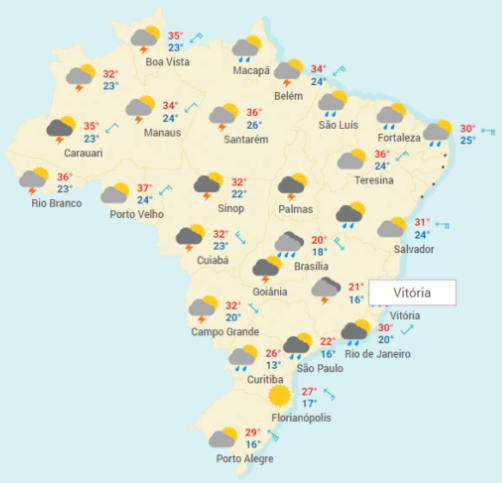 35°
23°
Boa Vista
32°
23°
Macapá
34°
24°
Belém
34°
24°
Manaus
36°
26°
Santarém
São Luís
Fortaleza
30°
25°
35°
23°
Carauari
36°
24°
Teresina
36°
23°
Rio Branco
37°
24°
Porto Velho
32°
22°
Sinop
Palmas
31°
24°
Salvador
32°
23°
Cuiabá
20°
18°
Brasília
Goiânia
21°
16°
Vitória
Vitória
32°
20°
Campo Grande
30°
20°
Rio de Janeiro
22°
16°
São Paulo
26°
13°
Curitiba
27°
17°
Florianópolis
29°
16°
Porto Alegre